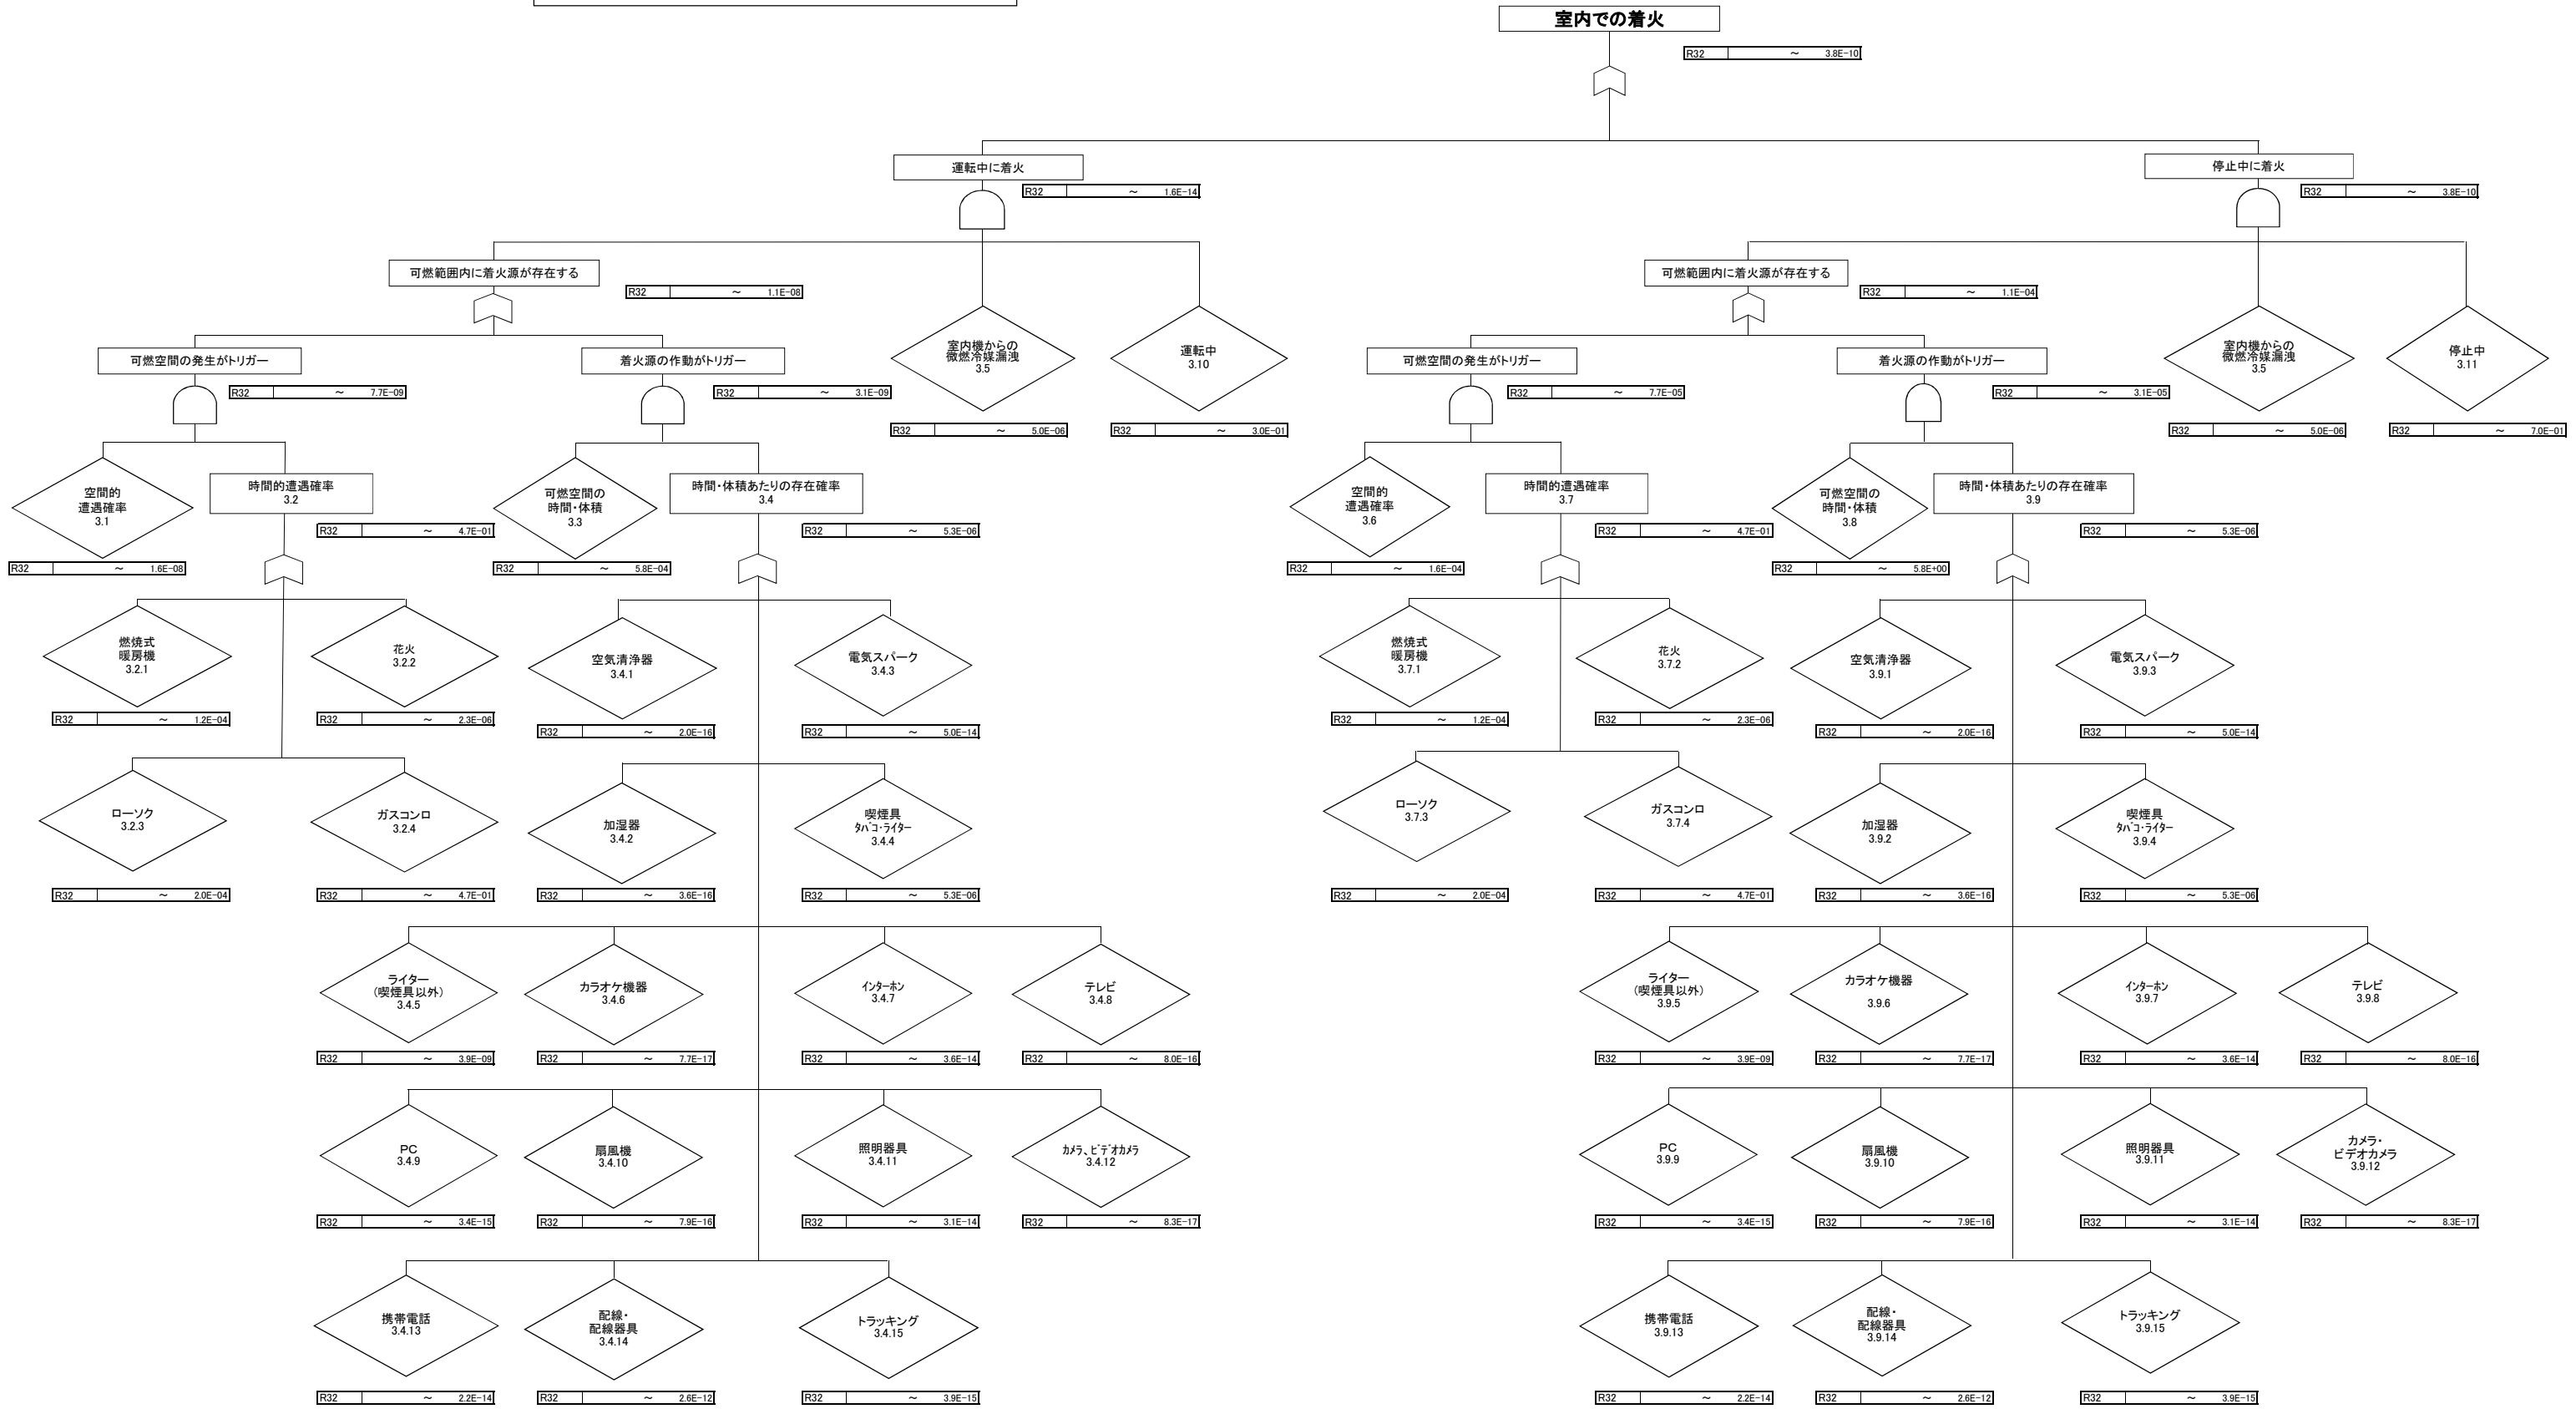 室内での着火
R32 ～ 3.8E-10
運転中に着火
R32 ～ 1.6E-14
停止中に着火
R32 ～ 3.8E-10
可燃範囲内に着火源が存在する
R32 ～ 1.1E-08
室内機からの
微燃冷媒漏洩
3.5
R32 ～ 5.0E-06
運転中
3.10
R32 ～ 3.0E-01
可燃空間の発生がトリガー
R32 ～ 7.7E-09
着火源の作動がトリガー
R32 ～ 3.1E-09
空間的
遭遇確率
3.1
R32 ～ 1.6E-08
時間的遭遇確率
3.2
R32 ～ 4.7E-01
可燃空間の
時間・体積
3.3
R32 ～ 5.8E-04
時間・体積あたりの存在確率
3.4
R32 ～ 5.3E-06
燃焼式
暖房機
3.2.1
R32 ～ 1.2E-04
花火
3.2.2
R32 ～ 2.3E-06
ローソク
3.2.3
R32 ～ 2.0E-04
ガスコンロ
3.2.4
R32 ～ 4.7E-01
空気清浄器
3.4.1
R32 ～ 2.0E-16
電気スパーク
3.4.3
R32 ～ 5.0E-14
加湿器
3.4.2
R32 ～ 3.6E-16
喫煙具
ﾀﾊﾞｺ・ﾗｲﾀｰ
3.4.4
R32 ～ 5.3E-06
ライター
（喫煙具以外）
3.4.5
R32 ～ 3.9E-09
カラオケ機器
3.4.6
R32 ～ 7.7E-17
ｲﾝﾀｰﾎﾝ
3.4.7
R32 ～ 3.6E-14
テレビ
3.4.8
R32 ～ 8.0E-16
PC
3.4.9
R32 ～ 3.4E-15
扇風機
3.4.10
R32 ～ 7.9E-16
照明器具
3.4.11
R32 ～ 3.1E-14
ｶﾒﾗ、ﾋﾞﾃﾞｵｶﾒﾗ
3.4.12
R32 ～ 8.3E-17
携帯電話
3.4.13
R32 ～ 2.2E-14
配線・
配線器具
3.4.14
R32 ～ 2.6E-12
トラッキング
3.4.15
R32 ～ 3.9E-15
可燃範囲内に着火源が存在する
R32 ～ 1.1E-04
室内機からの
微燃冷媒漏洩
3.5
R32 ～ 5.0E-06
停止中
3.11
R32 ～ 7.0E-01
可燃空間の発生がトリガー
R32 ～ 7.7E-05
着火源の作動がトリガー
R32 ～ 3.1E-05
空間的
遭遇確率
3.6
R32 ～ 1.6E-04
時間的遭遇確率
3.7
R32 ～ 4.7E-01
可燃空間の
時間・体積
3.8
R32 ～ 5.8E+00
時間・体積あたりの存在確率
3.9
R32 ～ 5.3E-06
燃焼式
暖房機
3.7.1
R32 ～ 1.2E-04
花火
3.7.2
R32 ～ 2.3E-06
ローソク
3.7.3
R32 ～ 2.0E-04
ガスコンロ
3.7.4
R32 ～ 4.7E-01
空気清浄器
3.9.1
R32 ～ 2.0E-16
電気スパーク
3.9.3
R32 ～ 5.0E-14
加湿器
3.9.2
R32 ～ 3.6E-16
喫煙具
ﾀﾊﾞｺ・ﾗｲﾀｰ
3.9.4
R32 ～ 5.3E-06
ライター
（喫煙具以外）
3.9.5
R32 ～ 3.9E-09
カラオケ機器
3.9.6
R32 ～ 7.7E-17
ｲﾝﾀｰﾎﾝ
3.9.7
R32 ～ 3.6E-14
テレビ
3.9.8
R32 ～ 8.0E-16
PC
3.9.9
R32 ～ 3.4E-15
扇風機
3.9.10
R32 ～ 7.9E-16
照明器具
3.9.11
R32 ～ 3.1E-14
カメラ・
ビデオカメラ
3.9.12
R32 ～ 8.3E-17
携帯電話
3.9.13
R32 ～ 2.2E-14
配線・
配線器具
3.9.14
R32 ～ 2.6E-12
トラッキング
3.9.15
R32 ～ 3.9E-15